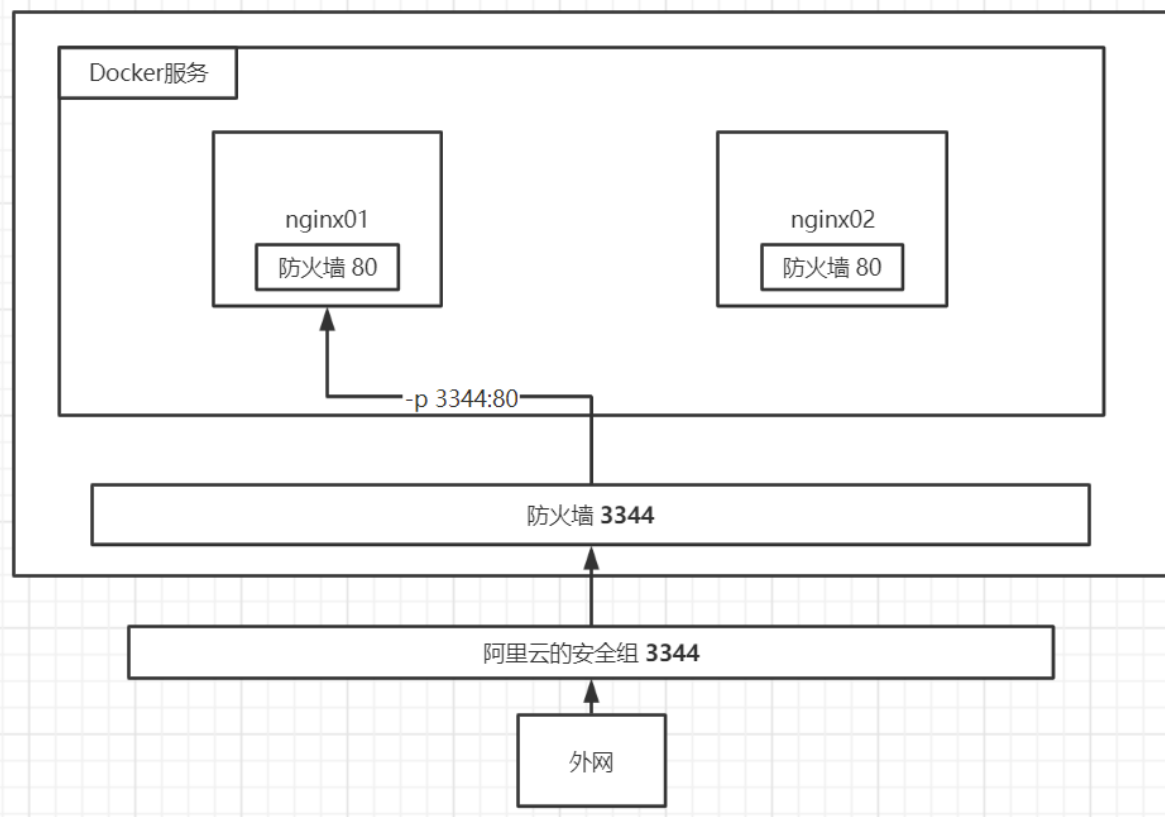 Docker服务
nginx01
nginx02
防火墙 80
防火墙 80
-p 3344:80
防火墙 3344
阿里云的安全组 3344
外网